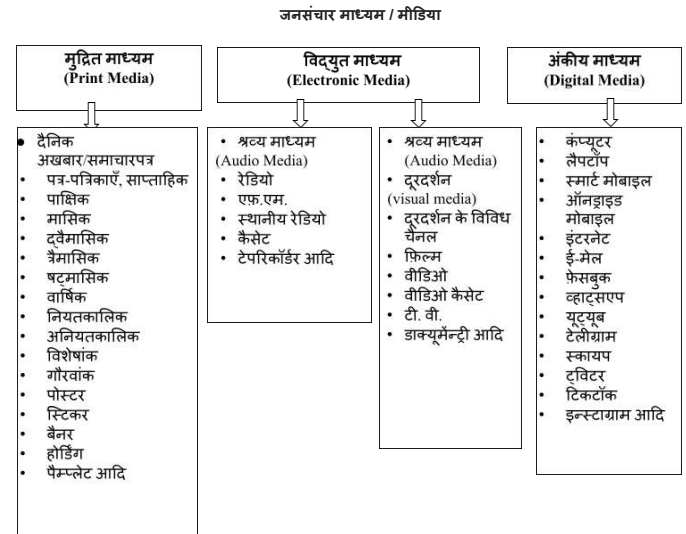 जनसंचार माध्यम / मीडिया
मुद्रित माध्यम
(Print Media)
विद्युत माध्यम
(Electronic Media)
अंकीय माध्यम
(Digital Media)
• दैनिक
अखबार/समाचारपत्र
• पत्र-पत्रिकाएँ, साप्ताहिक
• पाक्षिक
• मासिक
• द्वैमासिक
• त्रैमासिक
• षट्मासिक
• वार्षिक
• नियतकालिक
• अनियतकालिक
• विशेषांक
• गौरवांक
• पोस्टर
• स्टिकर
• बैनर
• होर्डिंग
• पैम्प्लेट आदि
• श्रव्य माध्यम
(Audio Media)
• रेडियो
• एफ़.एम.
• स्थानीय रेडियो
• कैसेट
• टेपरिकॉर्डर आदि
• श्रव्य माध्यम
(Audio Media)
• दूरदर्शन
(visual media)
• दूरदर्शन के विविध
चैनल
• फ़िल्म
• वीडिओ
• वीडिओ कैसेट
• टी. वी.
• डाक्यूमेंन्ट्री आदि
• कंप्यूटर
• लैपटॉप
• स्मार्ट मोबाइल
• ऑनड्राइड
मोबाइल
• इंटरनेट
• ई-मेल
• फ़ेसबुक
• व्हाट्सएप
• यूट्यूब
• टेलीग्राम
• स्कायप
• ट्विटर
• टिकटॉक
• इन्स्टाग्राम आदि